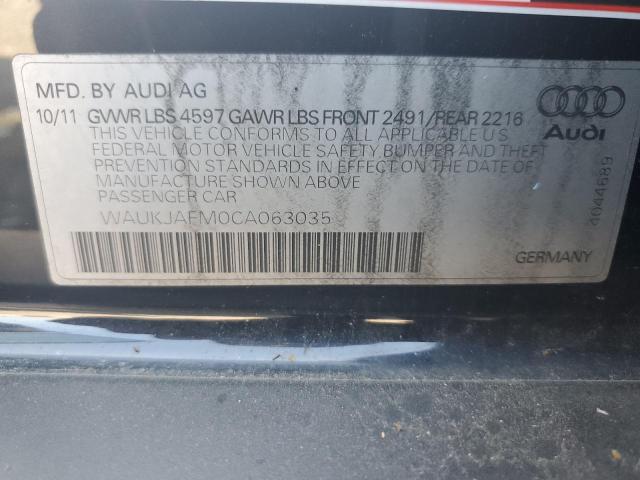 MFD. BY AUDI AG
10/11 GVWR LBS 4597 GAWR LBS FRONT 2491/REAR 2216
THIS VEHICLE CONFORMS TO ALL APPLICABLE U.S.
FEDERAL MOTOR VEHICLE SAFETY,BUMPER AND THEFT
PREVENTION STANDARDS IN EFFECT ON THE DATE OF
MANUFACTURE SHOWN ABOVE
PASSENGER CAR
WAUKJAFM0CA063035
Audi
4044689
GERMANY